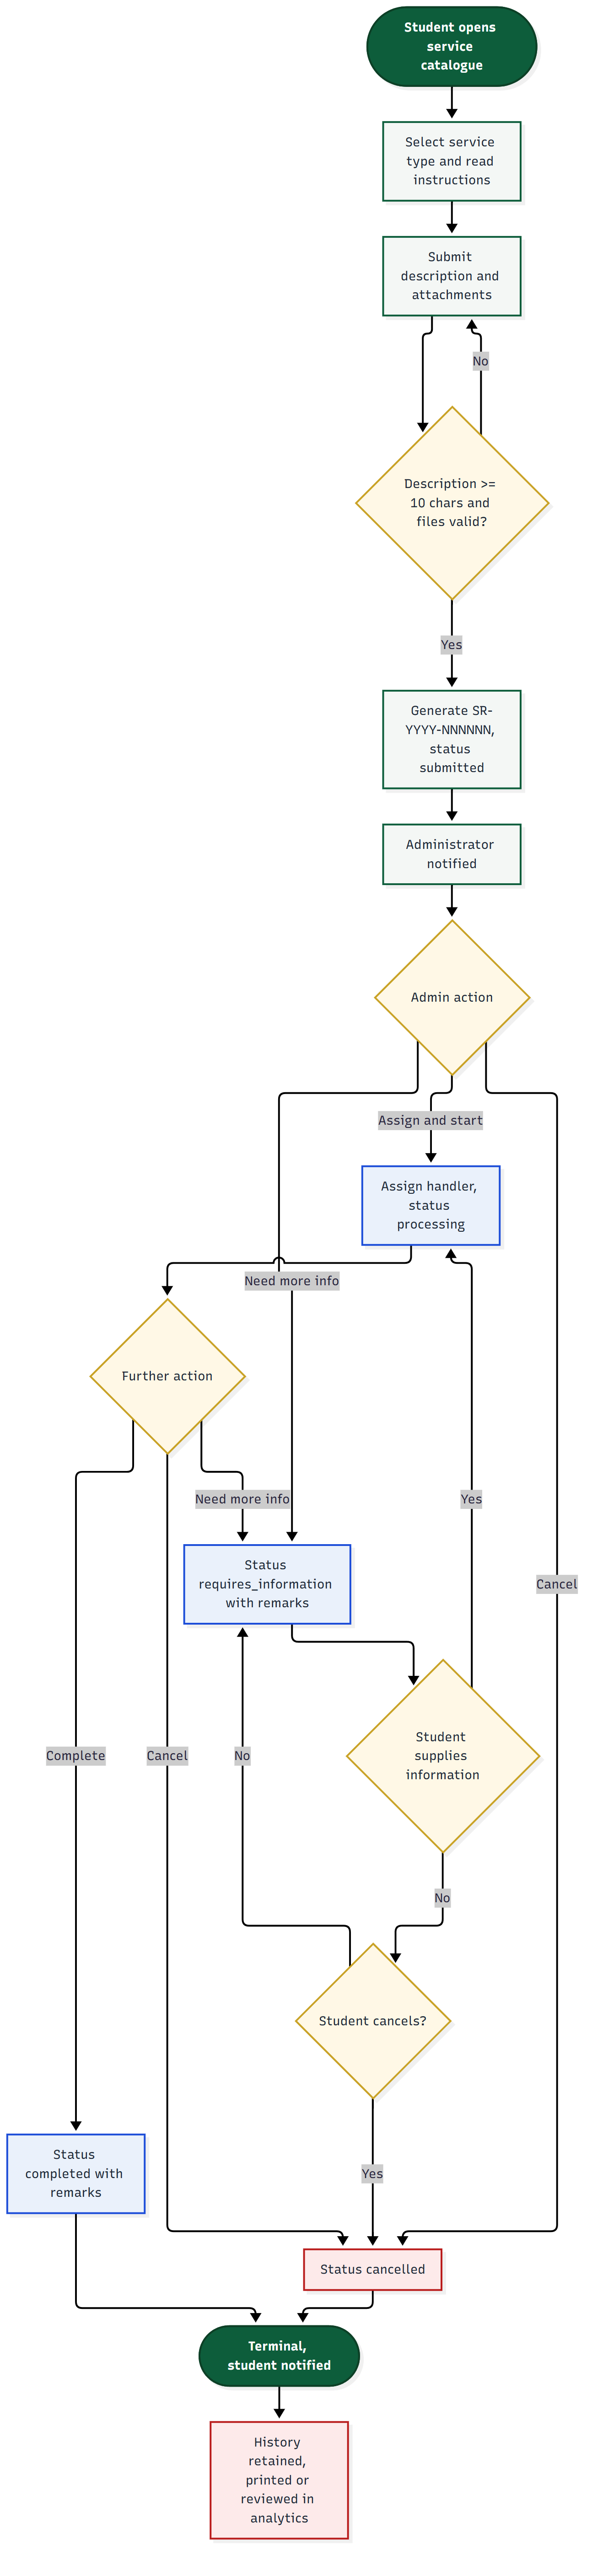 Student opens
service
catalogue
Select service
type and read
instructions
Submit
description and
attachments
No
Description >=
10 chars and
files valid?
Yes
Generate SR-
YYYY-NNNNNN,
status
submitted
Administrator
notified
Admin action
Assign and start
Assign handler,
status
processing
Need more info
Further action
Need more info
Yes
Status
requires_information
with remarks
Cancel
Student
supplies
information
Complete
Cancel
No
No
Student cancels?
Status
completed with
remarks
Yes
Status cancelled
Terminal,
student notified
History
retained,
printed or
reviewed in
analytics